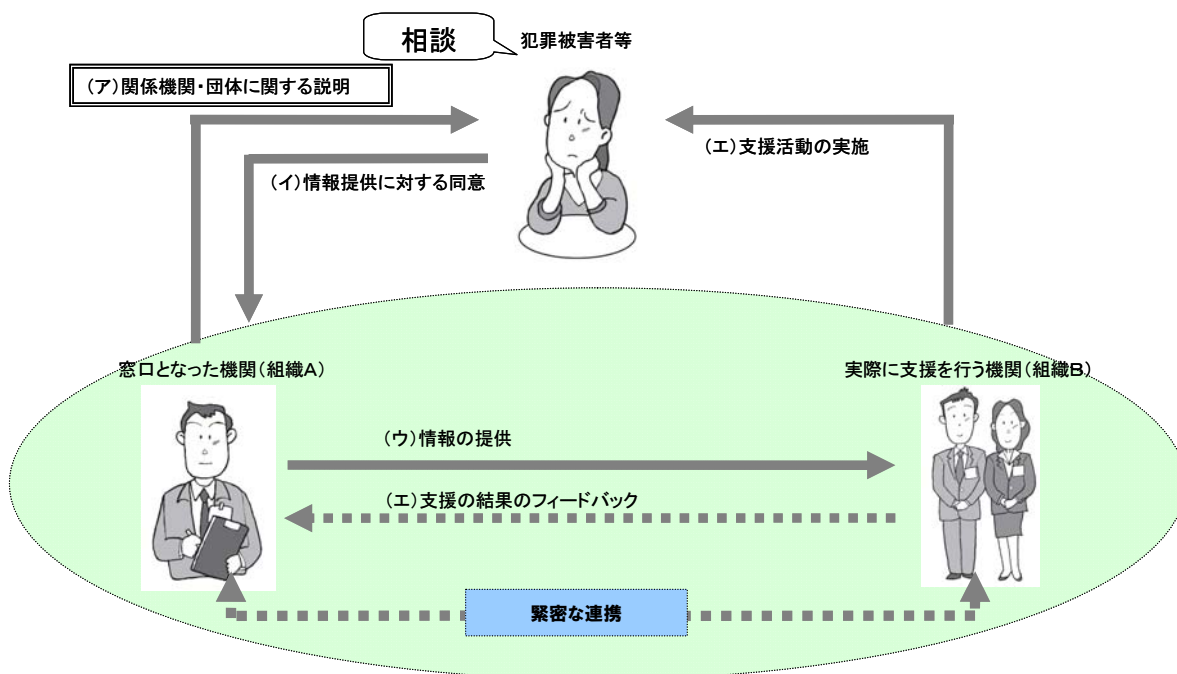 相談
犯罪被害者等
(ア)関係機関・団体に関する説明
(エ)支援活動の実施
(イ)情報提供に対する同意
窓口となった機関(組織A)
実際に支援を行う機関(組織B)
(ウ)情報の提供
(エ)支援の結果のフィードバック
緊密な連携